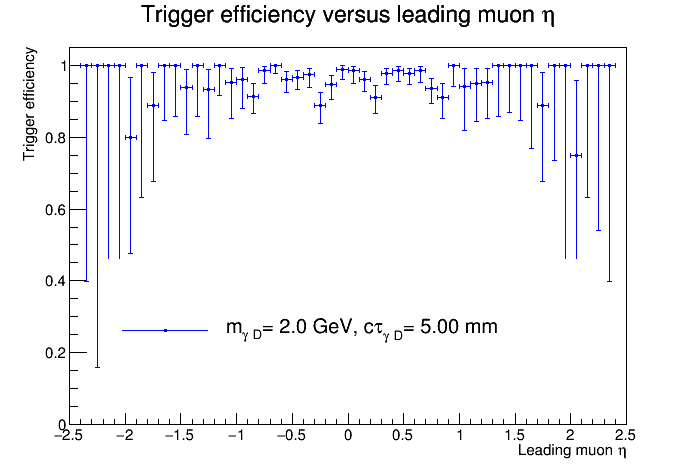 Trigger efficiency versus leading muon η
Trigger efficiency
1
0.8
0.6
0.4
0.2
0
m_γ D= 2.0 GeV, cτ_γ D= 5.00 mm
−2.5 −2 −1.5 −1 −0.5 0 0.5 1 1.5 2 2.5
Leading muon η